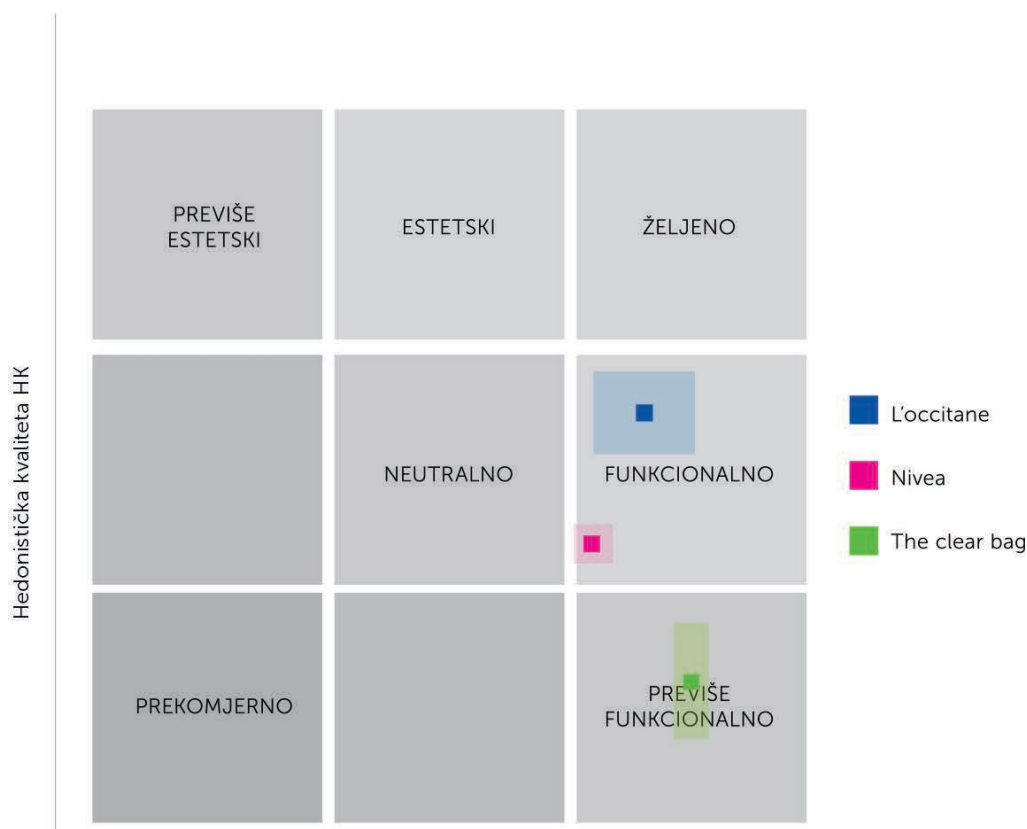 PREVIŠE
ESTETSKI
ESTETSKI
ŽELJENO
Hedonistička kvaliteta HK
NEUTRALNO
FUNKCIONALNO
L'occitane
Nivea
The clear bag
PREKOMJERNO
PREVIŠE
FUNKCIONALNO